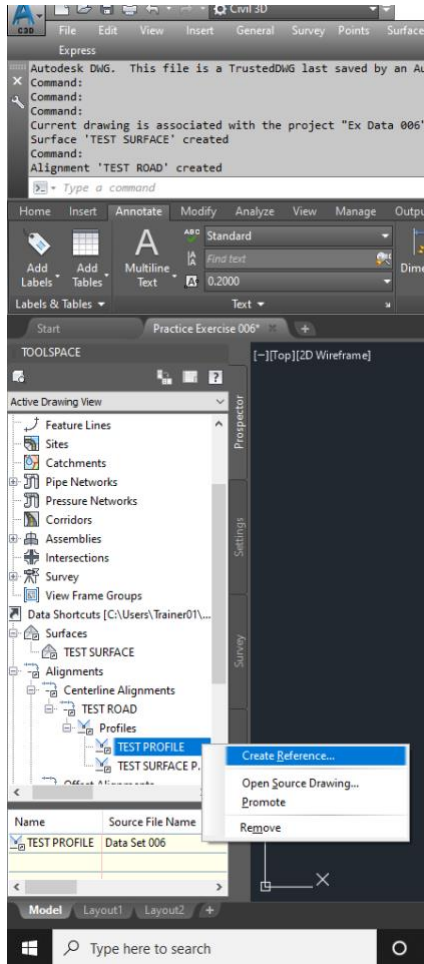 C3D
Civil 3D
File Edit View Insert General Survey Points Surface
Express
Autodesk DWG. This file is a TrustedDWG last saved by an Au
Command:
Command:
Command:
Current drawing is associated with the project "Ex Data 006"
Surface 'TEST SURFACE' created
Command:
Alignment 'TEST ROAD' created
Type a command
Home Insert Annotate Modify Analyze View Manage Outpu
Add Labels
Add Tables
A
Multiline Text
ABC Standard
Find text
0.2000
Dime
Labels & Tables Text
Start Practice Exercise 006*
TOOLSPACE
[-][Top][2D Wireframe]
Active Drawing View
Prospector
Settings
Survey
Feature Lines
Sites
Catchments
Pipe Networks
Pressure Networks
Corridors
Assemblies
Intersections
Survey
View Frame Groups
Data Shortcuts [C:\Users\Trainer01\...
Surfaces
TEST SURFACE
Alignments
Centerline Alignments
TEST ROAD
Profiles
TEST PROFILE
TEST SURFACE P.
Offset Alignments
Create Reference...
Open Source Drawing...
Promote
Remove
Name Source File Name
TEST PROFILE Data Set 006
X
Model Layout1 Layout2 +
Type here to search